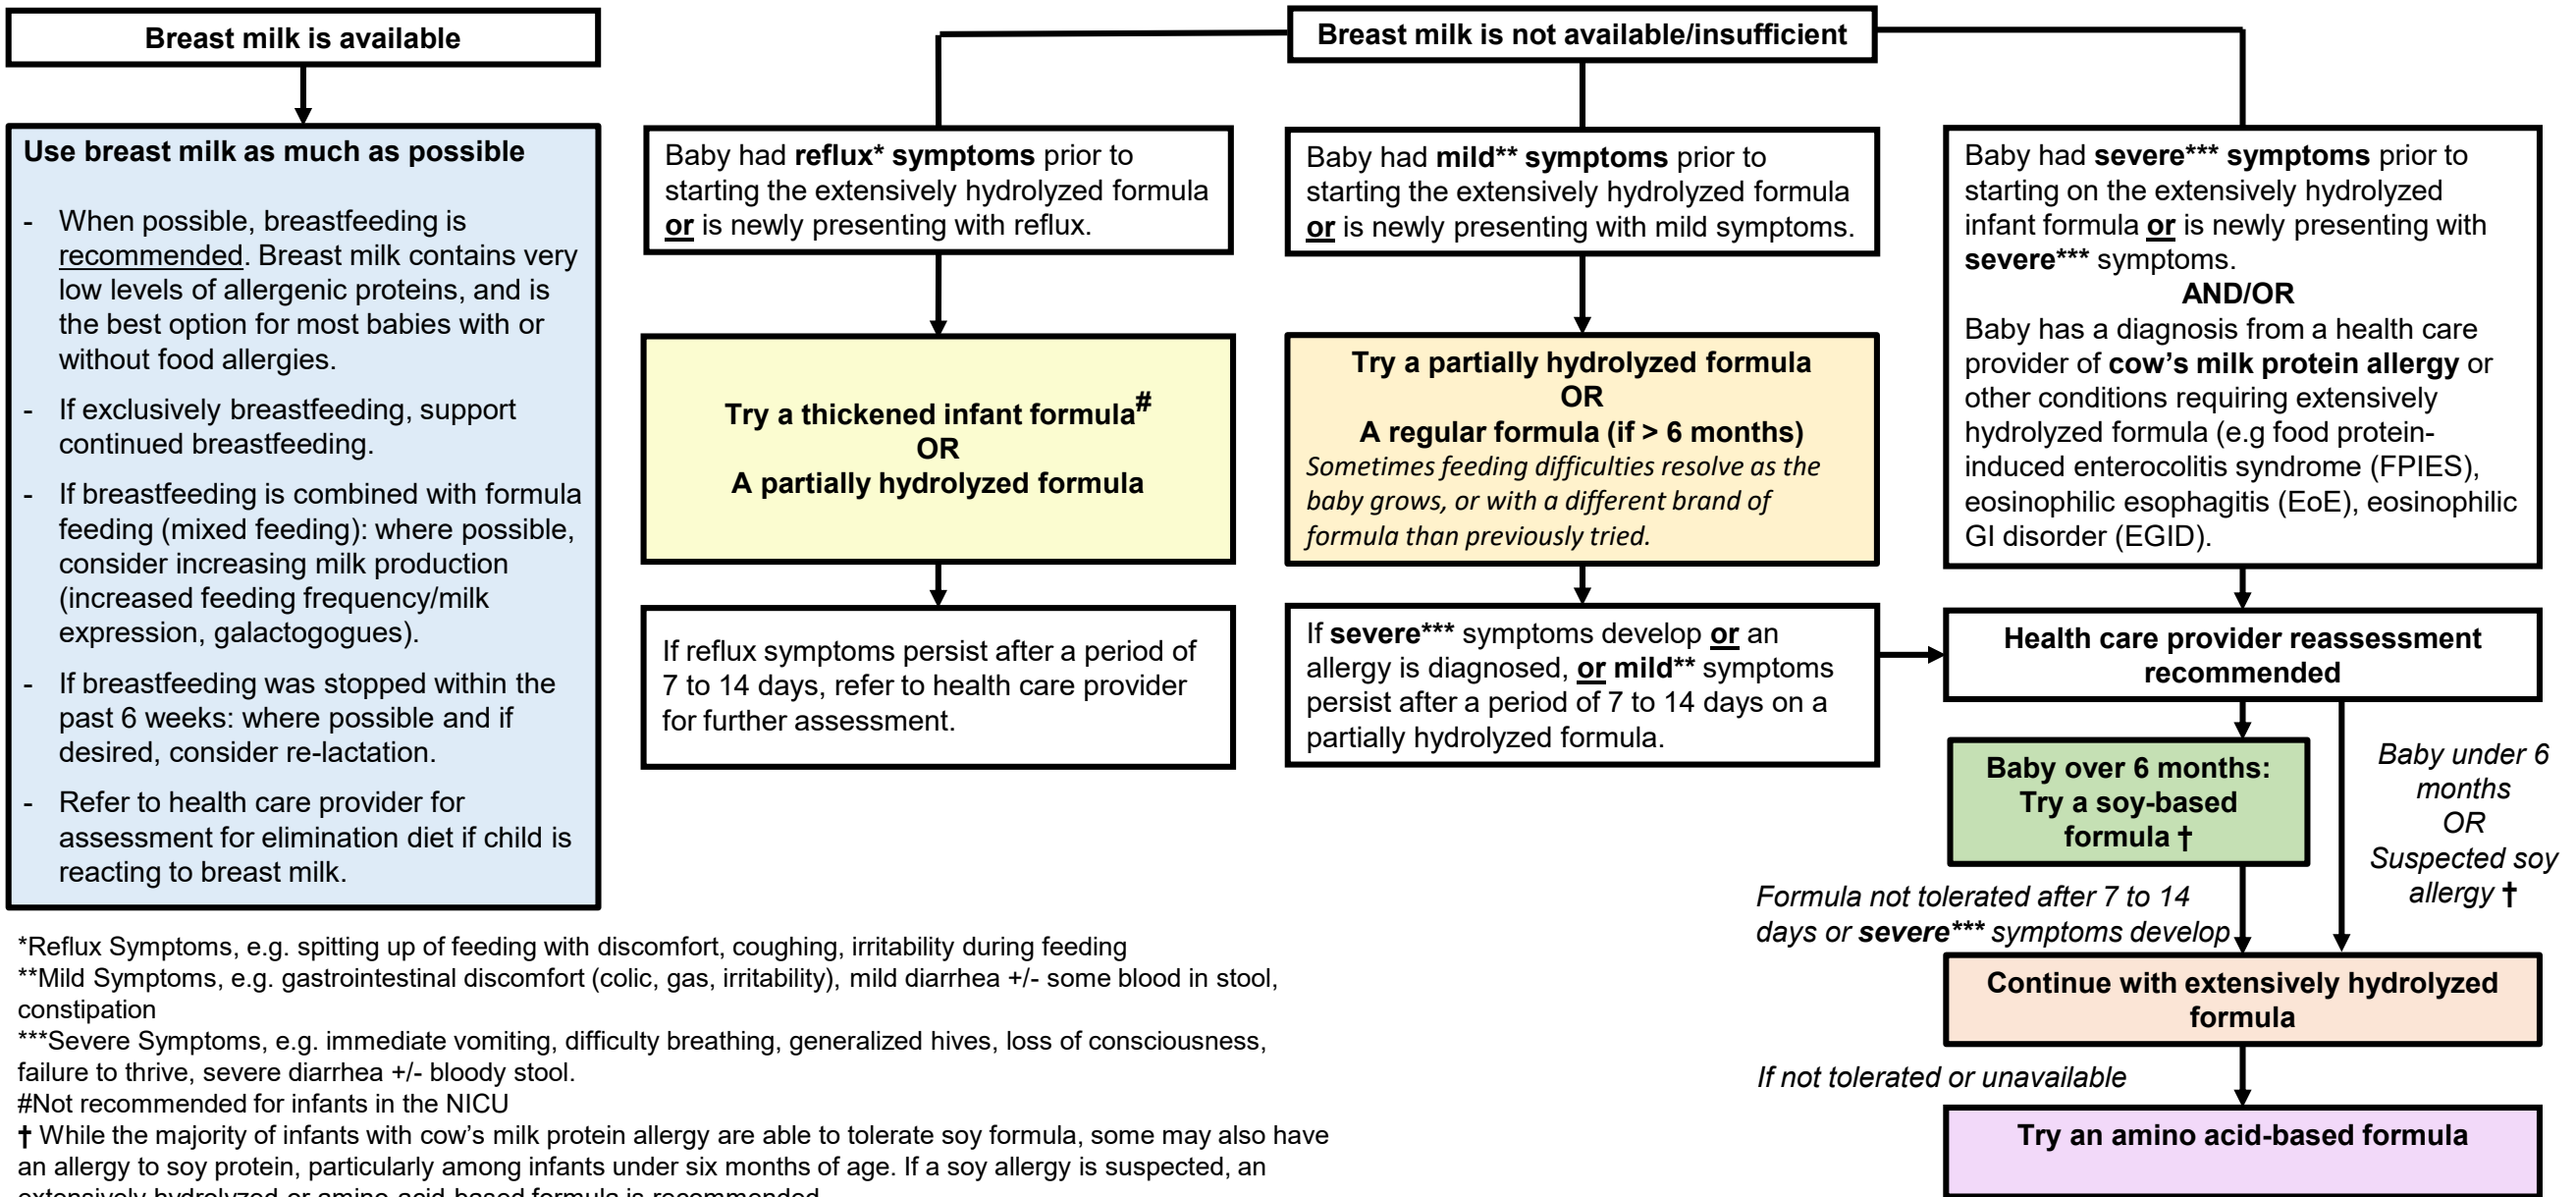 Breast milk is available
Use breast milk as much as possible
- When possible, breastfeeding is
recommended. Breast milk contains very
low levels of allergenic proteins, and is
the best option for most babies with or
without food allergies.
- If exclusively breastfeeding, support
continued breastfeeding.
- If breastfeeding is combined with formula
feeding (mixed feeding): where possible,
consider increasing milk production
(increased feeding frequency/milk
expression, galactogogues).
- If breastfeeding was stopped within the
past 6 weeks: where possible and if
desired, consider re-lactation.
- Refer to health care provider for
assessment for elimination diet if child is
reacting to breast milk.
Breast milk is not available/insufficient
Baby had reflux* symptoms prior to
starting the extensively hydrolyzed formula
or is newly presenting with reflux.
Try a thickened infant formula#
OR
A partially hydrolyzed formula
If reflux symptoms persist after a period of
7 to 14 days, refer to health care provider
for further assessment.
Baby had mild** symptoms prior to
starting the extensively hydrolyzed formula
or is newly presenting with mild symptoms.
Try a partially hydrolyzed formula
OR
A regular formula (if > 6 months)
Sometimes feeding difficulties resolve as the
baby grows, or with a different brand of
formula than previously tried.
If severe*** symptoms develop or an
allergy is diagnosed, or mild** symptoms
persist after a period of 7 to 14 days on a
partially hydrolyzed formula.
Baby had severe*** symptoms prior to
starting on the extensively hydrolyzed
infant formula or is newly presenting with
severe*** symptoms.
AND/OR
Baby has a diagnosis from a health care
provider of cow's milk protein allergy or
other conditions requiring extensively
hydrolyzed formula (e.g food protein-
induced enterocolitis syndrome (FPIES),
eosinophilic esophagitis (EoE), eosinophilic
GI disorder (EGID).
Health care provider reassessment
recommended
Baby over 6 months:
Try a soy-based
formula †
Baby under 6
months
OR
Suspected soy
allergy †
Formula not tolerated after 7 to 14
days or severe*** symptoms develop
Continue with extensively hydrolyzed
formula
If not tolerated or unavailable
Try an amino acid-based formula
*Reflux Symptoms, e.g. spitting up of feeding with discomfort, coughing, irritability during feeding
**Mild Symptoms, e.g. gastrointestinal discomfort (colic, gas, irritability), mild diarrhea +/- some blood in stool,
constipation
***Severe Symptoms, e.g. immediate vomiting, difficulty breathing, generalized hives, loss of consciousness,
failure to thrive, severe diarrhea +/- bloody stool.
#Not recommended for infants in the NICU
† While the majority of infants with cow's milk protein allergy are able to tolerate soy formula, some may also have
an allergy to soy protein, particularly among infants under six months of age. If a soy allergy is suspected, an
extensively hydrolyzed or amino acid-based formula is recommended